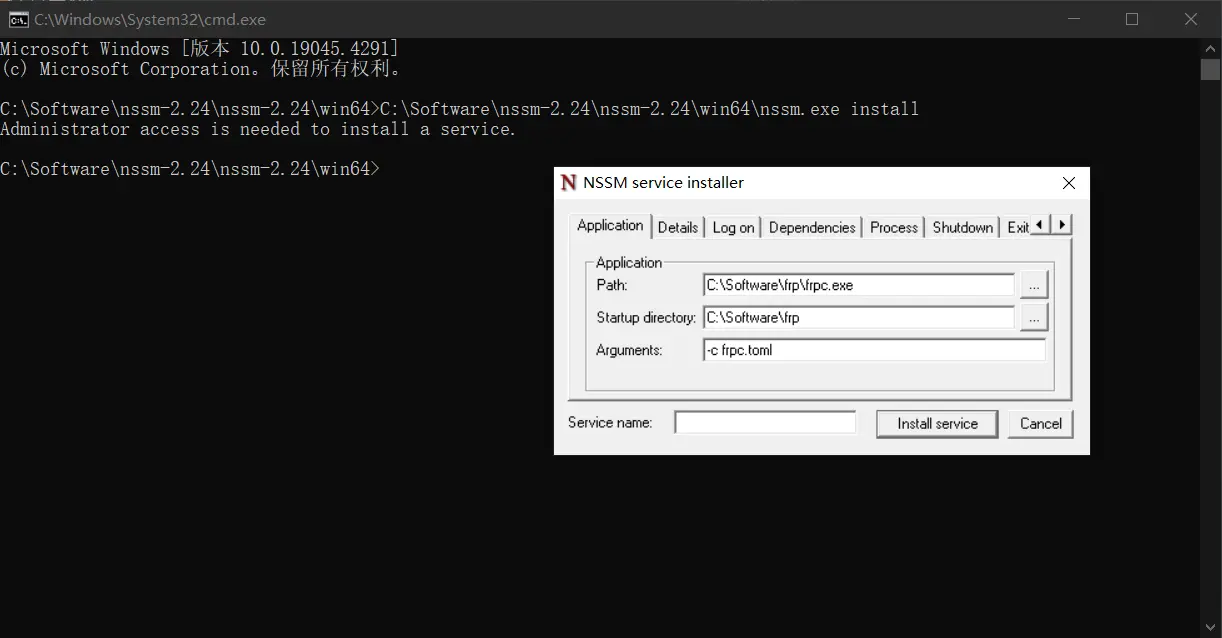 C:\Windows\System32\cmd.exe
Microsoft Windows [版本 10.0.19045.4291]
(c) Microsoft Corporation。保留所有权利。
C:\Software\nssm-2.24\nssm-2.24\win64>C:\Software\nssm-2.24\nssm-2.24\win64\nssm.exe install
Administrator access is needed to install a service.
C:\Software\nssm-2.24\nssm-2.24\win64>
NSSM service installer
Application Details Log on Dependencies Process Shutdown Exit
Application
Path: C:\Software\frp\frpc.exe ...
Startup directory: C:\Software\frp ...
Arguments: -c frpc.toml
Service name: Install service Cancel